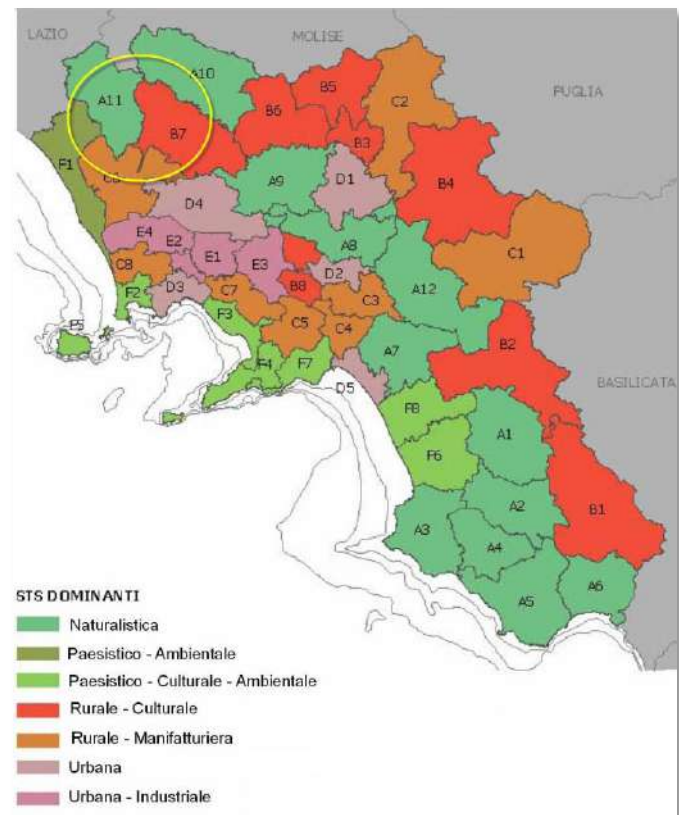 LAZIO
MOLISE
A10
A11
B5
C2
PUGLIA
B6
B7
B3
F1
A9
D1
B4
D4
E4
E2
A8
C1
E1
E3
D2
A12
C8
F2
D3
C7
B8
C3
F3
C5
C4
F5
B2
A7
F4
F7
BASILICATA
D5
F8
A1
F6
A2
B1
A3
A4
A5
A6
STS DOMINANTI
Naturalistica
Paesistico - Ambientale
Paesistico - Culturale - Ambientale
Rurale - Culturale
Rurale - Manifatturiera
Urbana
Urbana - Industriale